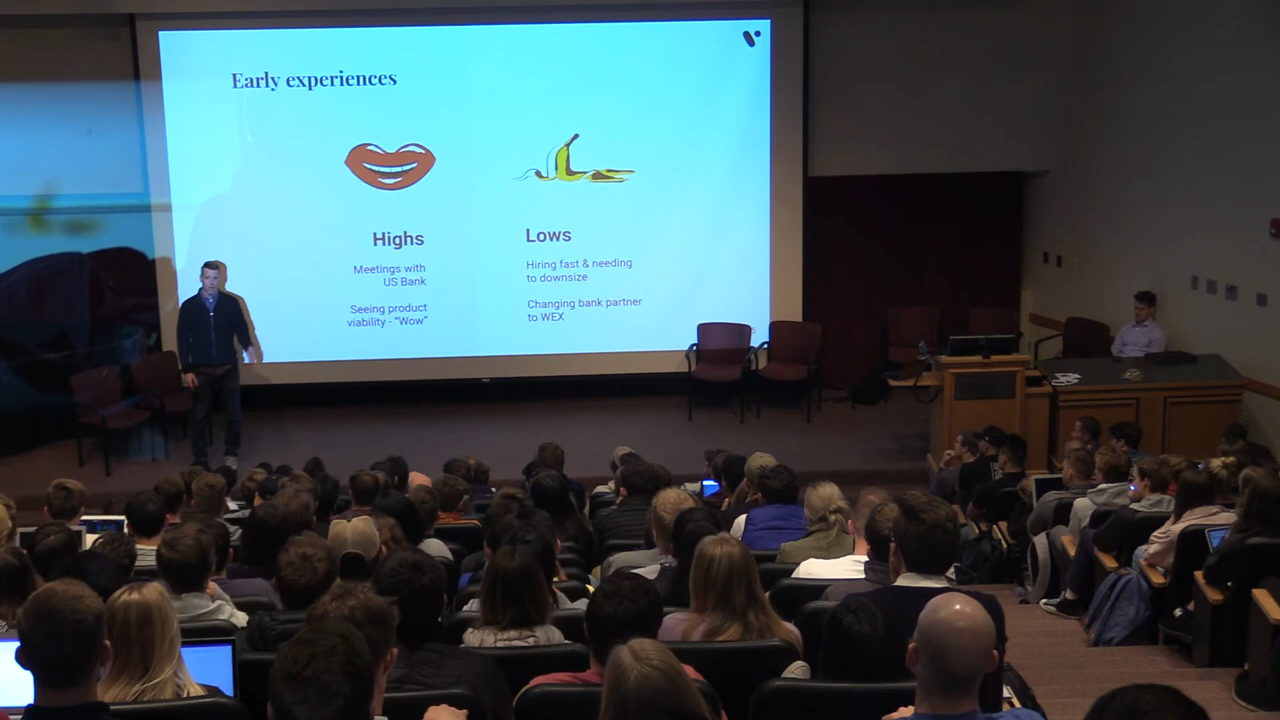 Early experiences
Highs
Meetings with
US Bank
Seeing product
viability - "Wow"
Lows
Hiring fast & needing
to downsize
Changing bank partner
to WEX